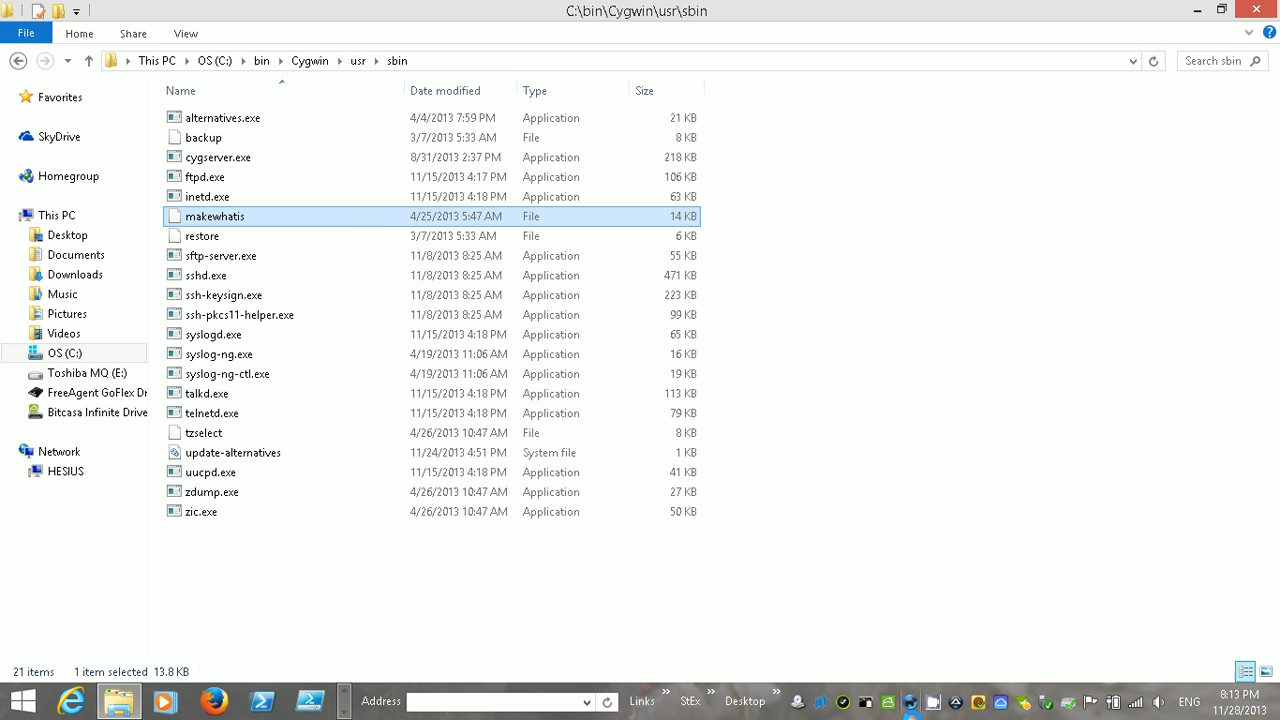 C:\bin\Cygwin\usr\sbin
File Home Share View
This PC OS (C:) bin Cygwin usr sbin Search sbin
Name Date modified Type Size
Favorites
SkyDrive
Homegroup
This PC
Desktop
Documents
Downloads
Music
Pictures
Videos
OS (C:)
Toshiba MQ (E:)
FreeAgent GoFlex Dr
Bitcasa Infinite Drive
Network
HESIUS
alternatives.exe 4/4/2013 7:59 PM Application 21 KB
backup 3/7/2013 5:33 AM File 8 KB
cygserver.exe 8/31/2013 2:37 PM Application 218 KB
ftpd.exe 11/15/2013 4:17 PM Application 106 KB
inetd.exe 11/15/2013 4:18 PM Application 63 KB
makewhatis 4/25/2013 5:47 AM File 14 KB
restore 3/7/2013 5:33 AM File 6 KB
sftp-server.exe 11/8/2013 8:25 AM Application 55 KB
sshd.exe 11/8/2013 8:25 AM Application 471 KB
ssh-keysign.exe 11/8/2013 8:25 AM Application 223 KB
ssh-pkcs11-helper.exe 11/8/2013 8:25 AM Application 99 KB
syslogd.exe 11/15/2013 4:18 PM Application 65 KB
syslog-ng.exe 4/19/2013 11:06 AM Application 16 KB
syslog-ng-ctl.exe 4/19/2013 11:06 AM Application 19 KB
talkd.exe 11/15/2013 4:18 PM Application 113 KB
telnetd.exe 11/15/2013 4:18 PM Application 79 KB
tzselect 4/26/2013 10:47 AM File 8 KB
update-alternatives 11/24/2013 4:51 PM System file 1 KB
uucpd.exe 11/15/2013 4:18 PM Application 41 KB
zdump.exe 4/26/2013 10:47 AM Application 27 KB
zic.exe 4/26/2013 10:47 AM Application 50 KB
21 items 1 item selected 13.8 KB
Address Links » StEx » Desktop » ENG 8:13 PM
11/28/2013